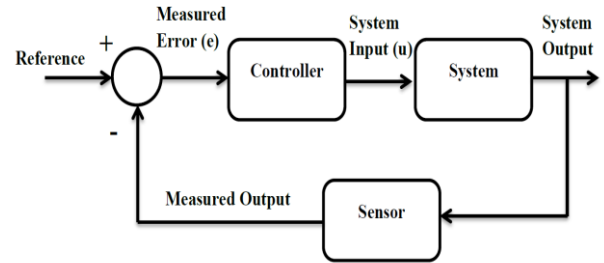 Measured
Error (e)
System
Input (u)
System
Output
+
Reference
Controller
System
-
Measured Output
Sensor